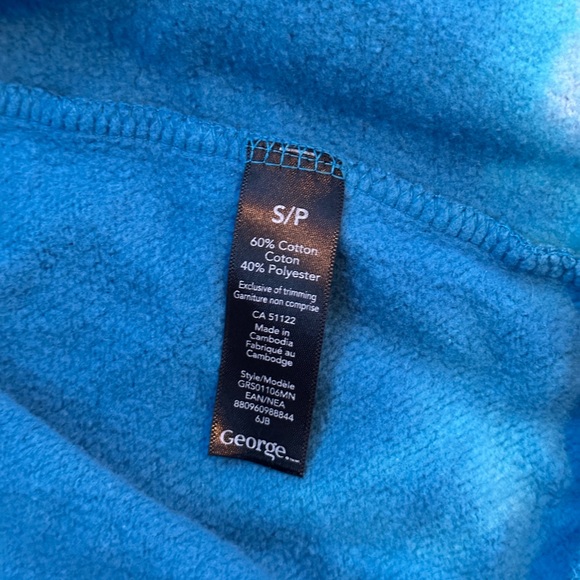 S/P
60% Cotton
Coton
40% Polyester
Exclusive of trimming
Garniture non comprise
CA 51122
Made in
Cambodia
Fabriqué au
Cambodge
Style/Modèle
GRS01106MN
EAN/NEA
880960988844
6JB
George